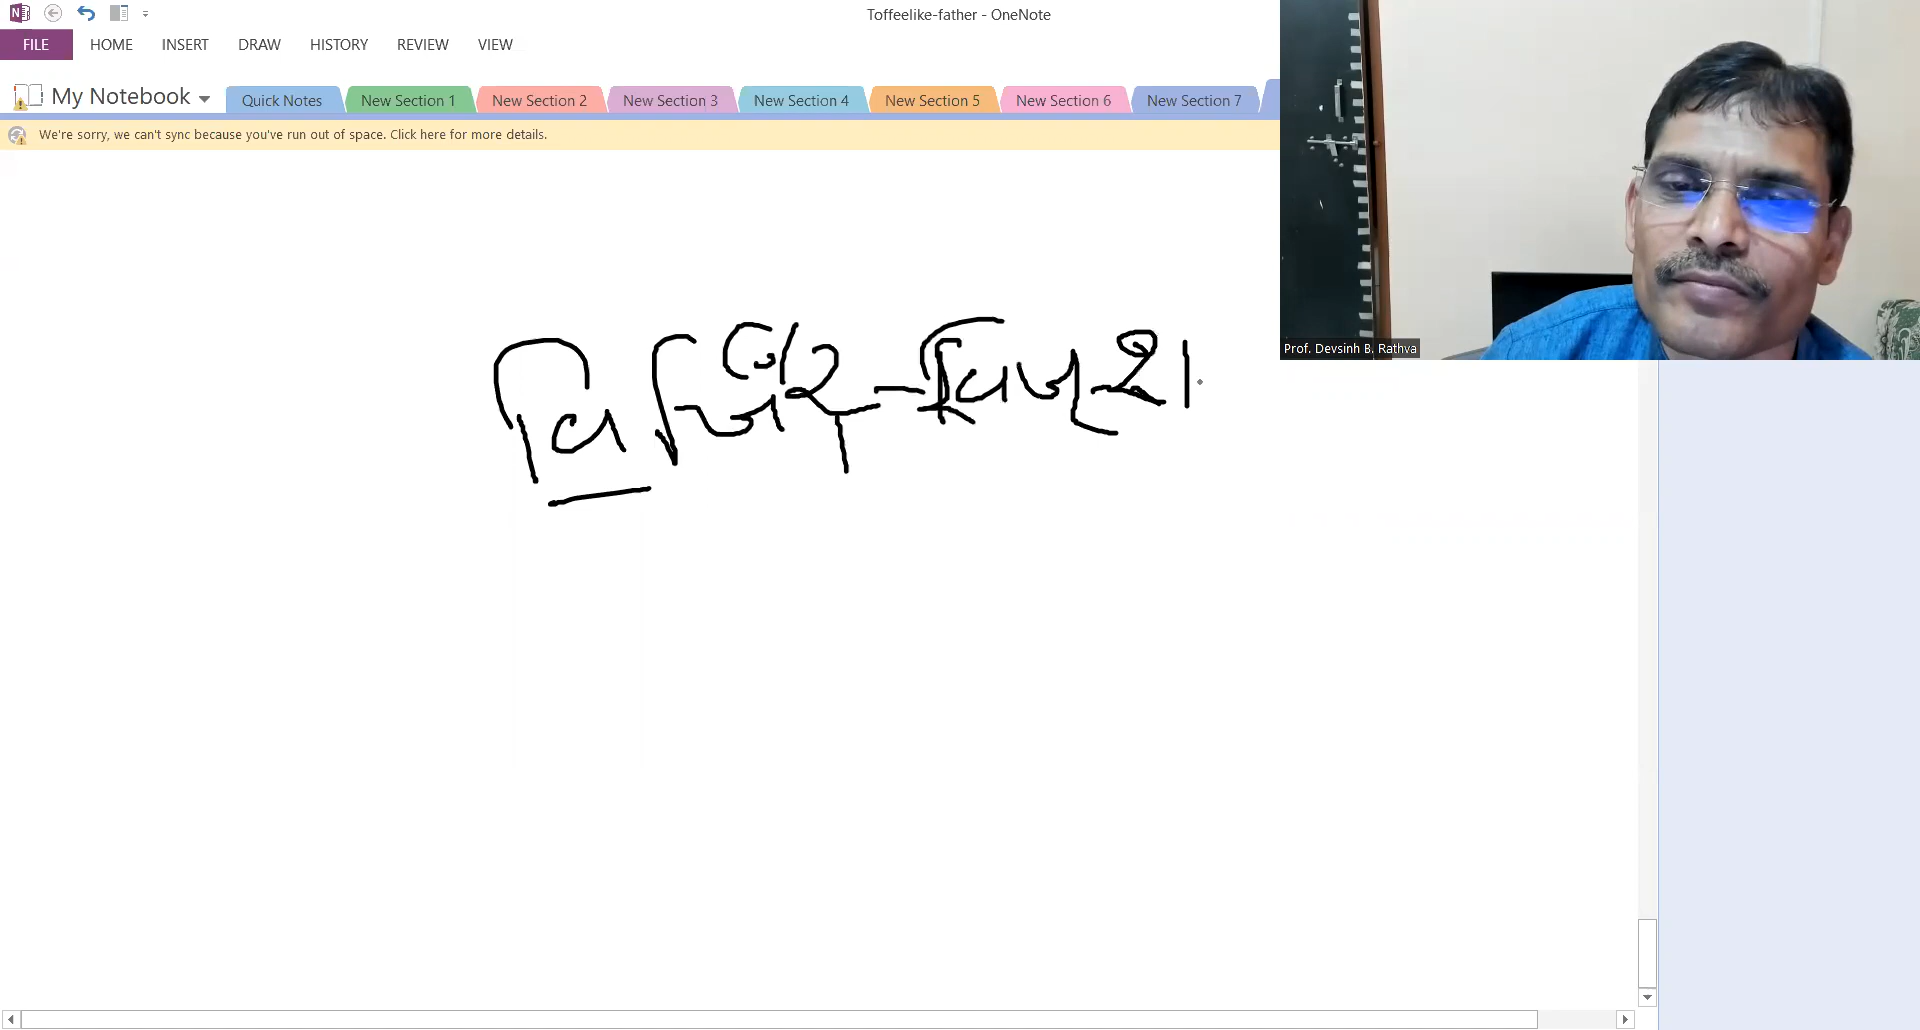 Toffeelike-father - OneNote
FILE HOME INSERT DRAW HISTORY REVIEW VIEW
My Notebook Quick Notes New Section 1 New Section 2 New Section 3 New Section 4 New Section 5 New Section 6 New Section 7
We're sorry, we can't sync because you've run out of space. Click here for more details.
Prof. Devsinh B. Rathva